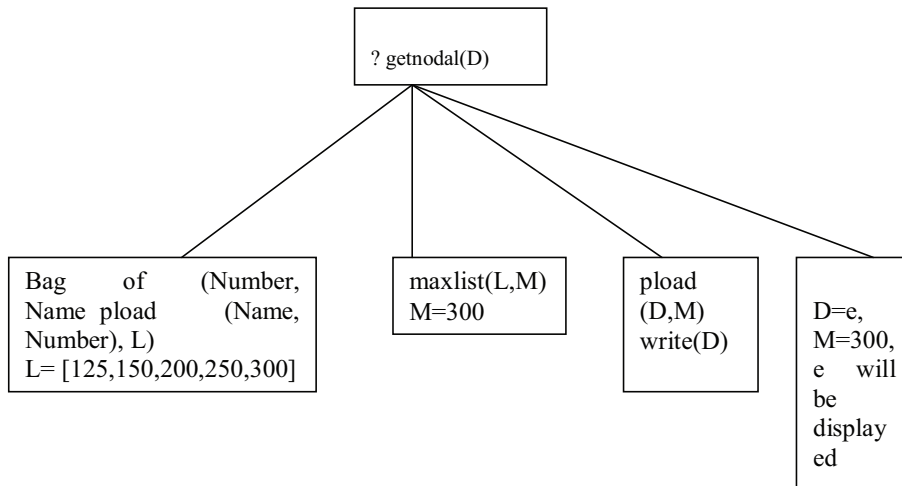 ? getnodal(D)
Bag of (Number,
Name pload (Name,
Number), L)
L= [125,150,200,250,300]
maxlist(L,M)
M=300
pload
(D,M)
write(D)
D=e,
M=300,
e will
be
display
ed